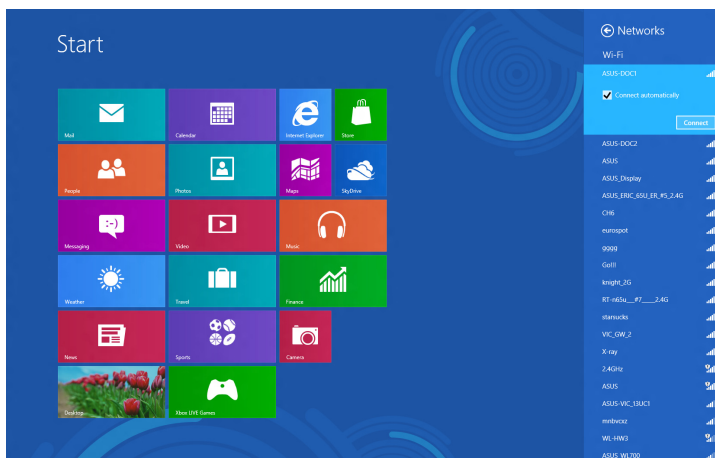 Start
Mail
Calendar
Internet Explorer
Store
People
Photos
Maps
SkyDrive
Messaging
Video
Music
Weather
Travel
Finance
News
Sports
Camera
Desktop
Xbox LIVE Games
Networks
Wi-Fi
ASUS-DOC1
Connect automatically
Connect
ASUS-DOC2
ASUS
ASUS_Display
ASUS_ERIC_65U_ER_#5_2.4G
CH6
eurospot
9999
Go!!!
knight_2G
RT-n65u__#7____2.4G
starsucks
VIC_GW_2
X-ray
2.4GHz
ASUS
ASUS-VIC_13UC1
mnbvcxz
WL-HW3
ASUS WL700